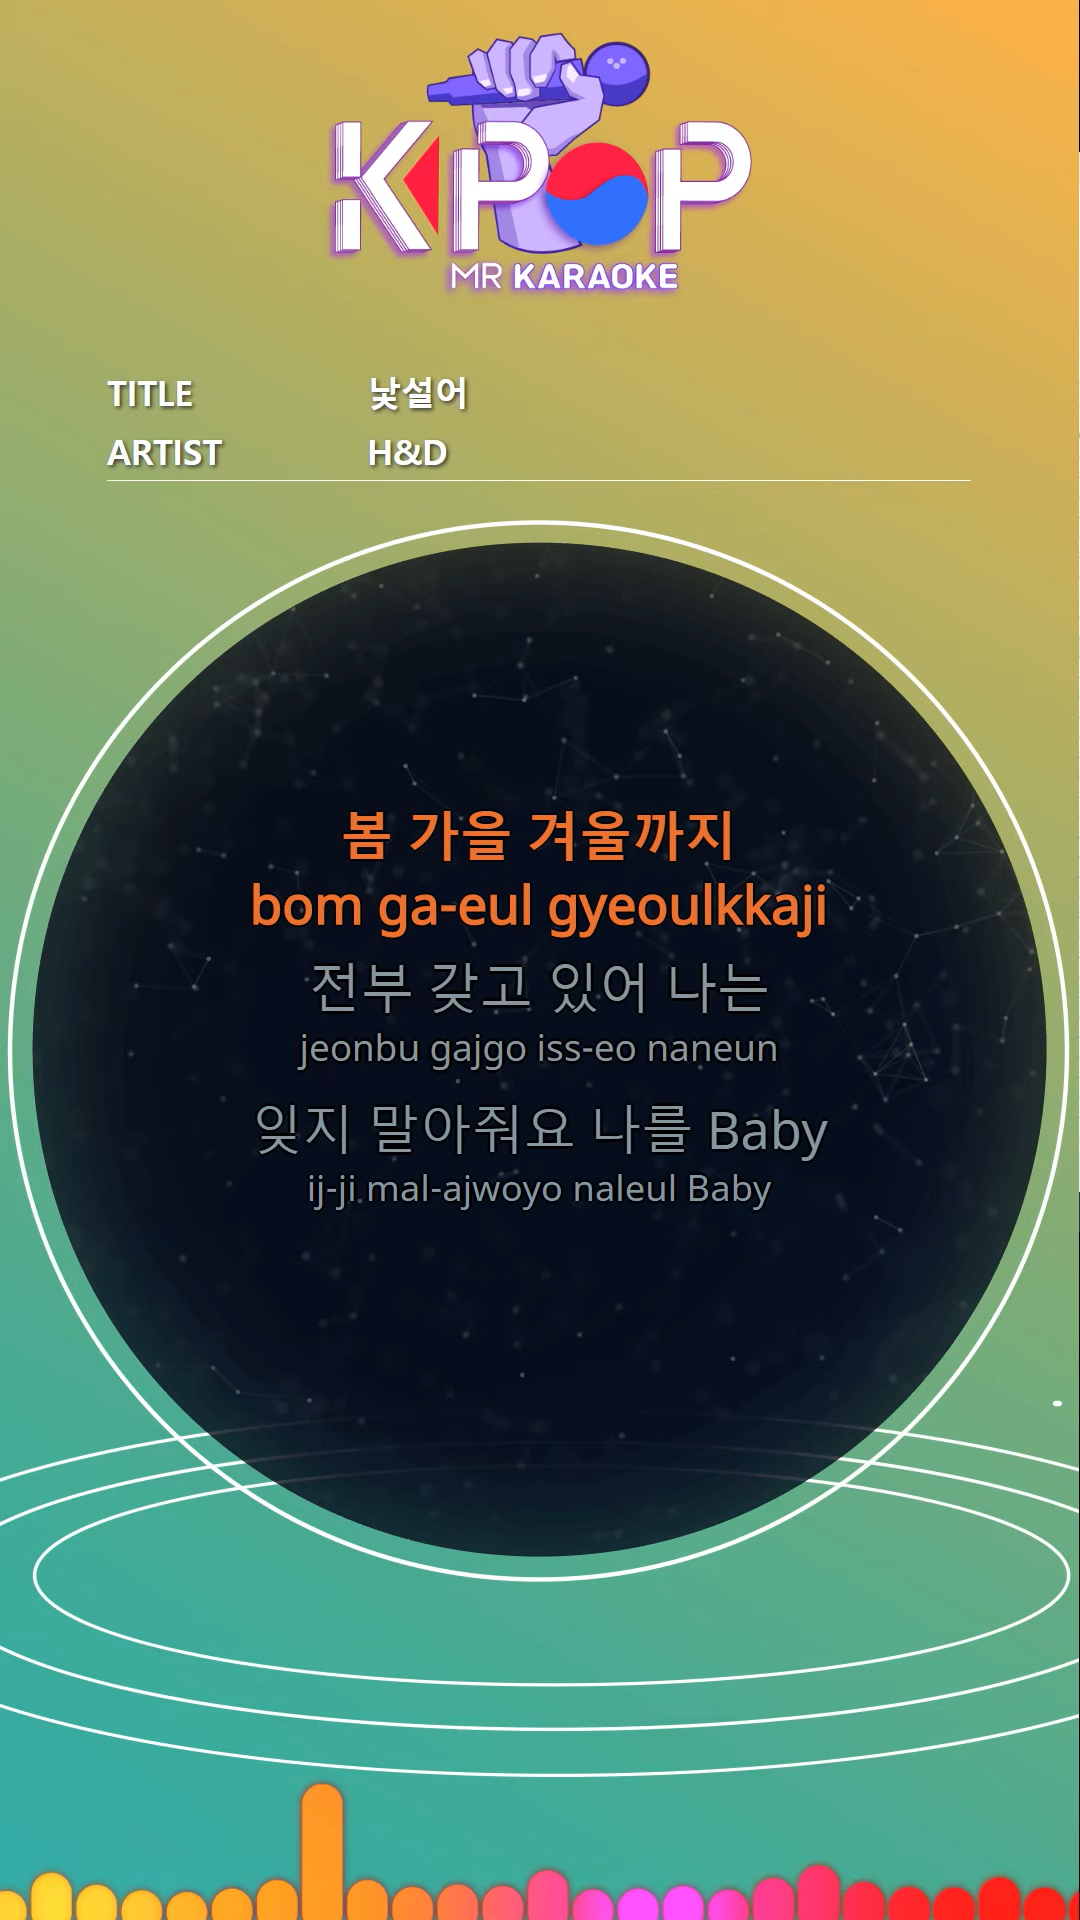 KPOP
MR KARAOKE
TITLE 낯설어
ARTIST H&D
봄 가을 겨울까지
bom ga-eul gyeoulkkaji
전부 갖고 있어 나는
jeonbu gajgo iss-eo naneun
잊지 말아줘요 나를 Baby
ij-ji mal-ajwoyo naleul Baby